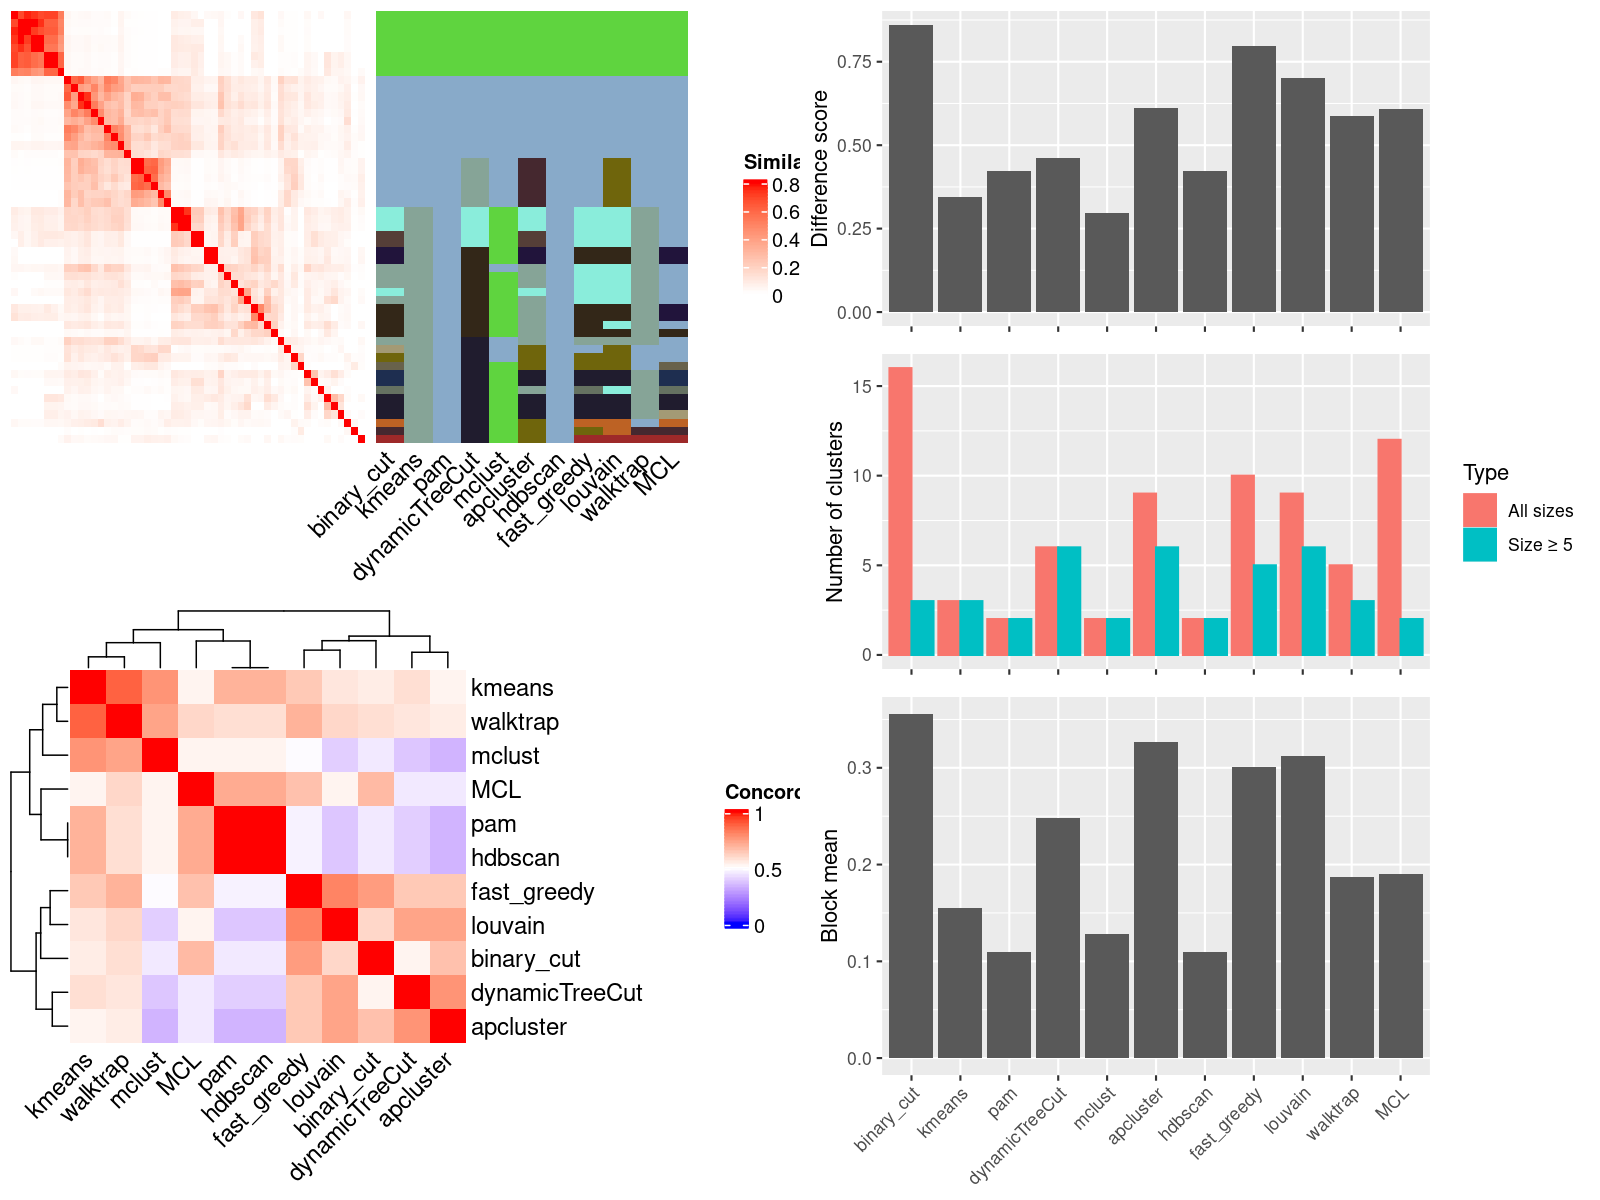 Simila
0.8
0.6
0.4
0.2
0
binary_cut
kmeans
pam
dynamicTreeCut
mclust
apcluster
hdbscan
fast_greedy
louvain
walktrap
MCL
kmeans
walktrap
mclust
MCL
pam
hdbscan
fast_greedy
louvain
binary_cut
dynamicTreeCut
apcluster
kmeans
walktrap
mclust
MCL
pam
hdbscan
fast_greedy
louvain
binary_cut
dynamicTreeCut
apcluster
Concord
1
0.5
0
Difference score
0.75
0.50
0.25
0.00
Number of clusters
15
10
5
0
Type
All sizes
Size ≥ 5
Block mean
0.3
0.2
0.1
0.0
binary_cut
kmeans
pam
dynamicTreeCut
mclust
apcluster
hdbscan
fast_greedy
louvain
walktrap
MCL